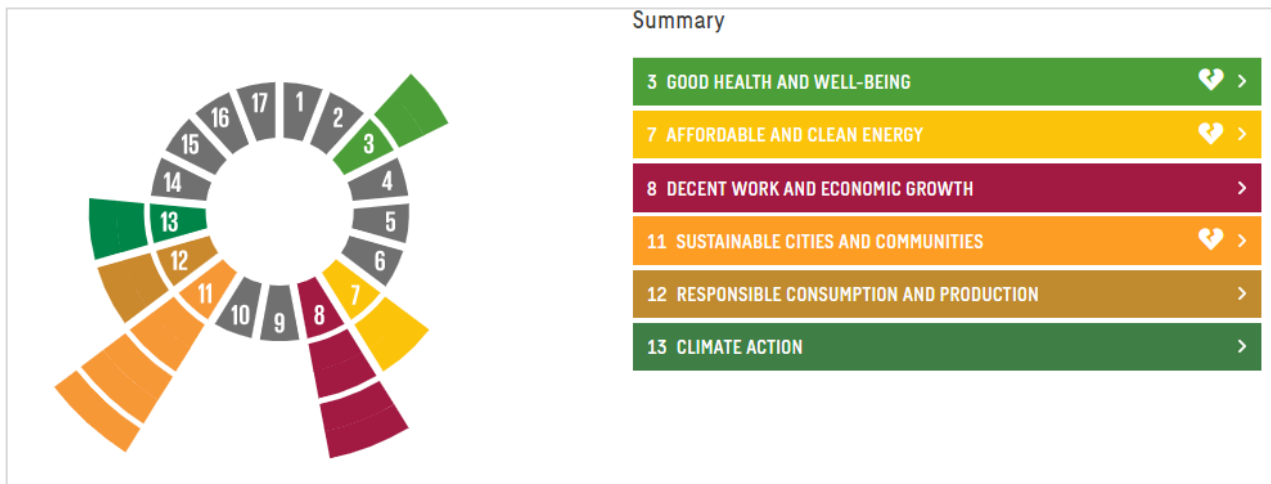 Summary
1
2
3
4
5
6
7
8
9
10
11
12
13
14
15
16
17
3 GOOD HEALTH AND WELL-BEING
7 AFFORDABLE AND CLEAN ENERGY
8 DECENT WORK AND ECONOMIC GROWTH
11 SUSTAINABLE CITIES AND COMMUNITIES
12 RESPONSIBLE CONSUMPTION AND PRODUCTION
13 CLIMATE ACTION